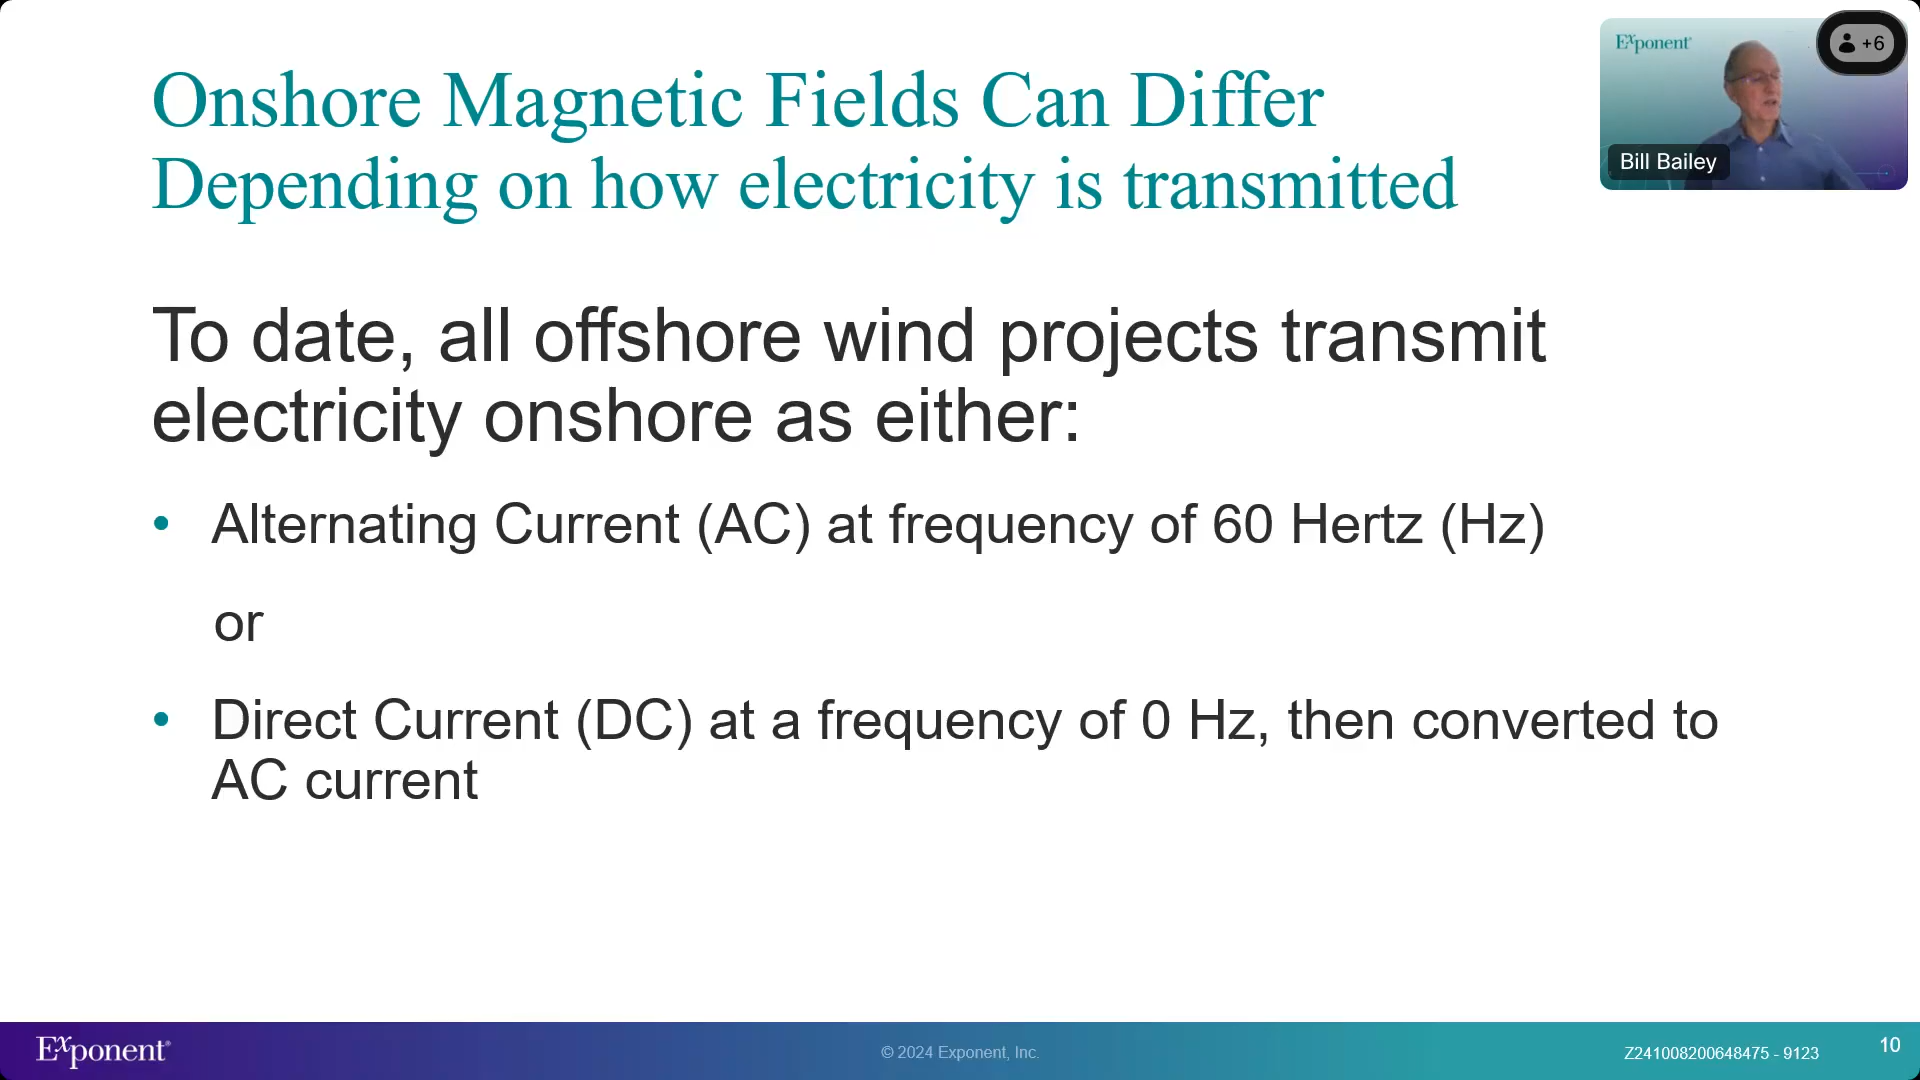 Onshore Magnetic Fields Can Differ
Depending on how electricity is transmitted
Exponent®
+6
Bill Bailey
To date, all offshore wind projects transmit
electricity onshore as either:
• Alternating Current (AC) at frequency of 60 Hertz (Hz)
or
• Direct Current (DC) at a frequency of 0 Hz, then converted to
AC current
Exponent®
© 2024 Exponent, Inc.
Z241008200648475 - 9123
10